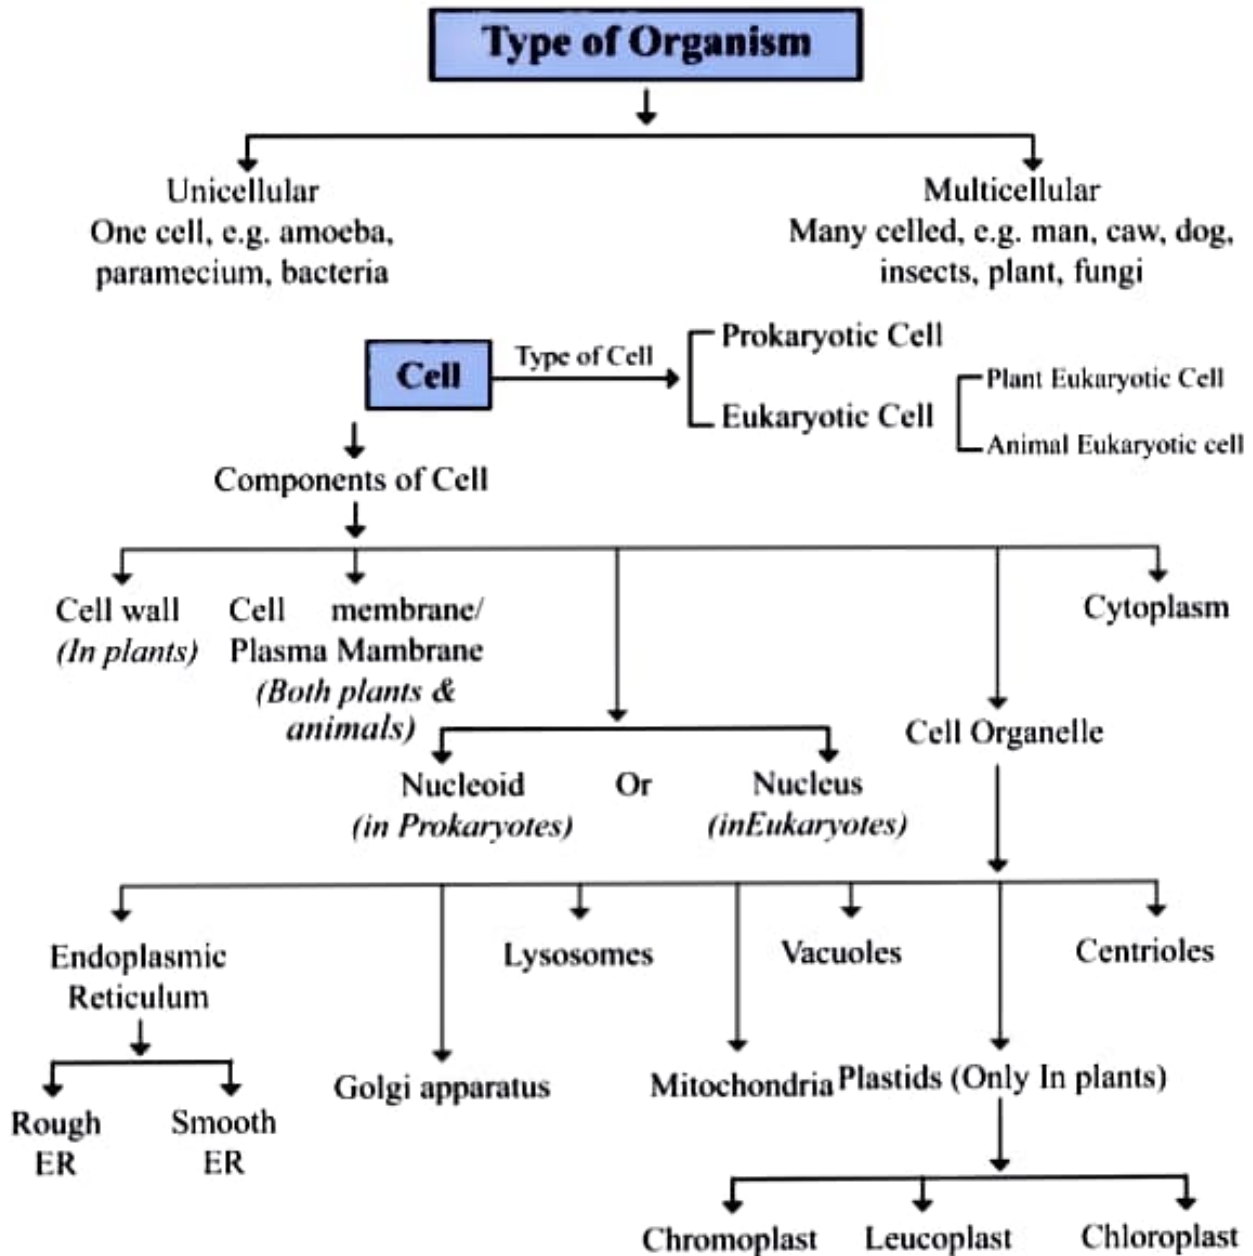 Type of Organism
Unicellular
One cell, e.g. amoeba,
paramecium, bacteria
Multicellular
Many celled, e.g. man, caw, dog,
insects, plant, fungi
Cell
Type of Cell
Prokaryotic Cell
Eukaryotic Cell
Plant Eukaryotic Cell
Animal Eukaryotic cell
Components of Cell
Cell wall
(In plants)
Cell membrane/
Plasma Mambrane
(Both plants &
animals)
Nucleoid
(in Prokaryotes)
Or
Nucleus
(inEukaryotes)
Cell Organelle
Cytoplasm
Endoplasmic
Reticulum
Rough
ER
Smooth
ER
Golgi apparatus
Lysosomes
Mitochondria
Vacuoles
Plastids (Only In plants)
Centrioles
Chromoplast
Leucoplast
Chloroplast